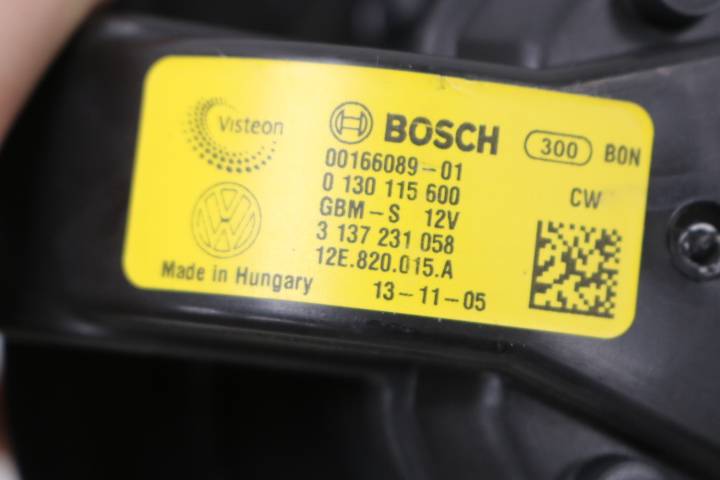 Visteon
BOSCH
300 B0N
00166089-01
0 130 115 600
CW
GBM-S 12V
3 137 231 058
12E.820.015.A
Made in Hungary
13-11-05